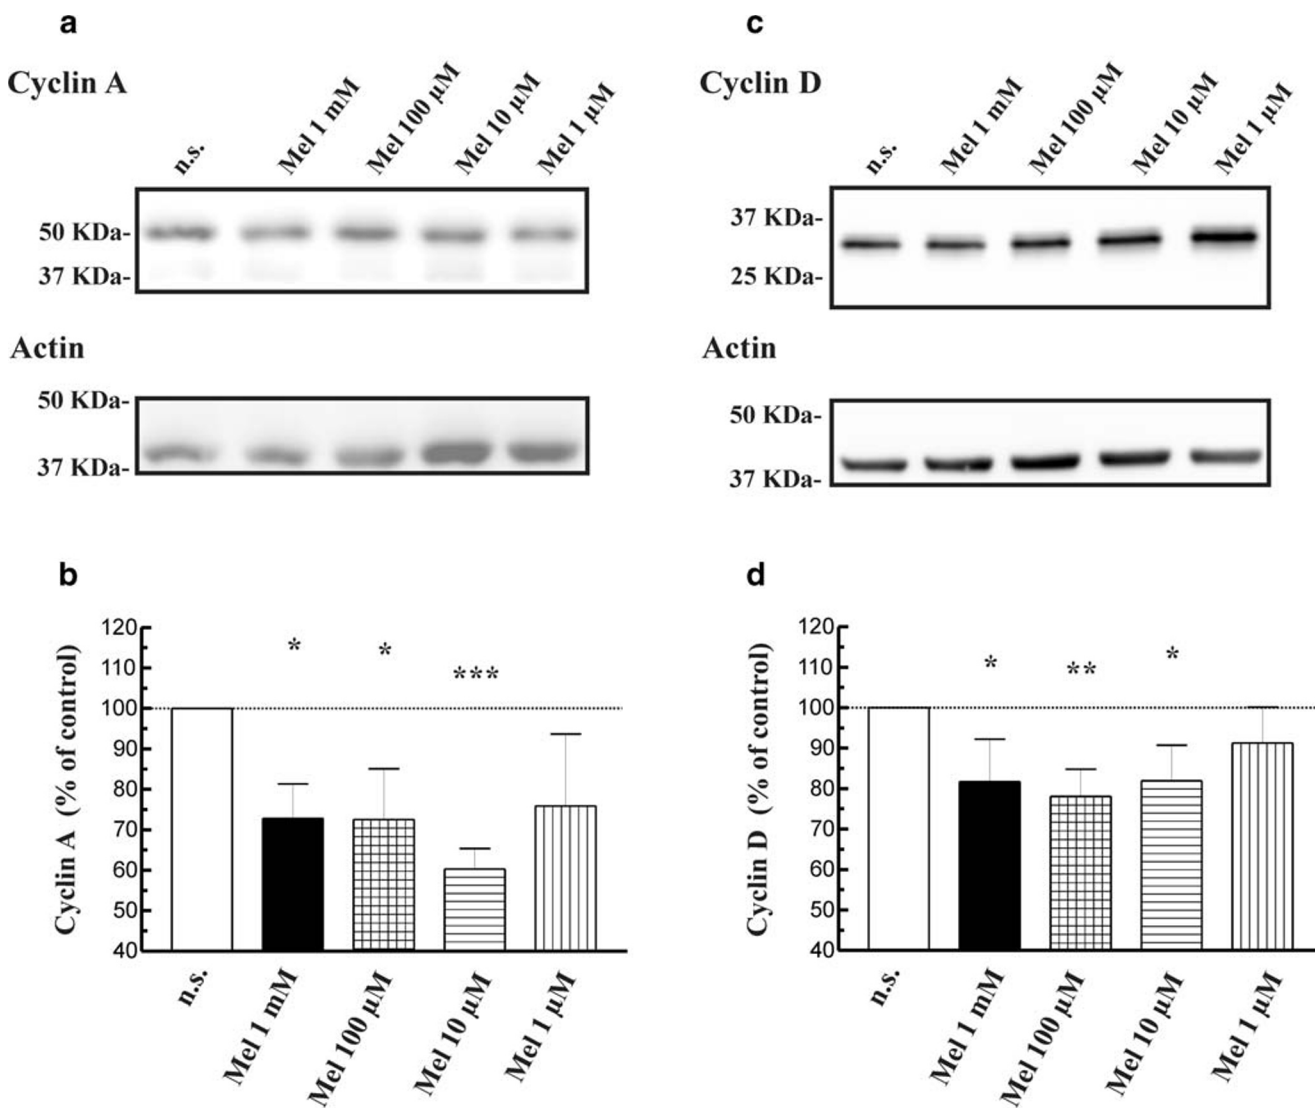 a
Cyclin A
n.s.
Mel 1 mM
Mel 100 µM
Mel 10 µM
Mel 1 µM
50 KDa-
37 KDa-
Actin
50 KDa-
37 KDa-
c
Cyclin D
n.s.
Mel 1 mM
Mel 100 µM
Mel 10 µM
Mel 1 µM
37 KDa-
25 KDa-
Actin
50 KDa-
37 KDa-
b
Cyclin A (% of control)
120
110
100
90
80
70
60
50
40
*
*
***
n.s.
Mel 1 mM
Mel 100 µM
Mel 10 µM
Mel 1 µM
d
Cyclin D (% of control)
120
110
100
90
80
70
60
50
40
*
**
*
n.s.
Mel 1 mM
Mel 100 µM
Mel 10 µM
Mel 1 µM